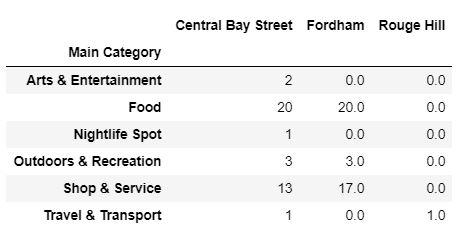 Central Bay Street Fordham Rouge Hill
Main Category
Arts & Entertainment 2 0.0 0.0
Food 20 20.0 0.0
Nightlife Spot 1 0.0 0.0
Outdoors & Recreation 3 3.0 0.0
Shop & Service 13 17.0 0.0
Travel & Transport 1 0.0 1.0